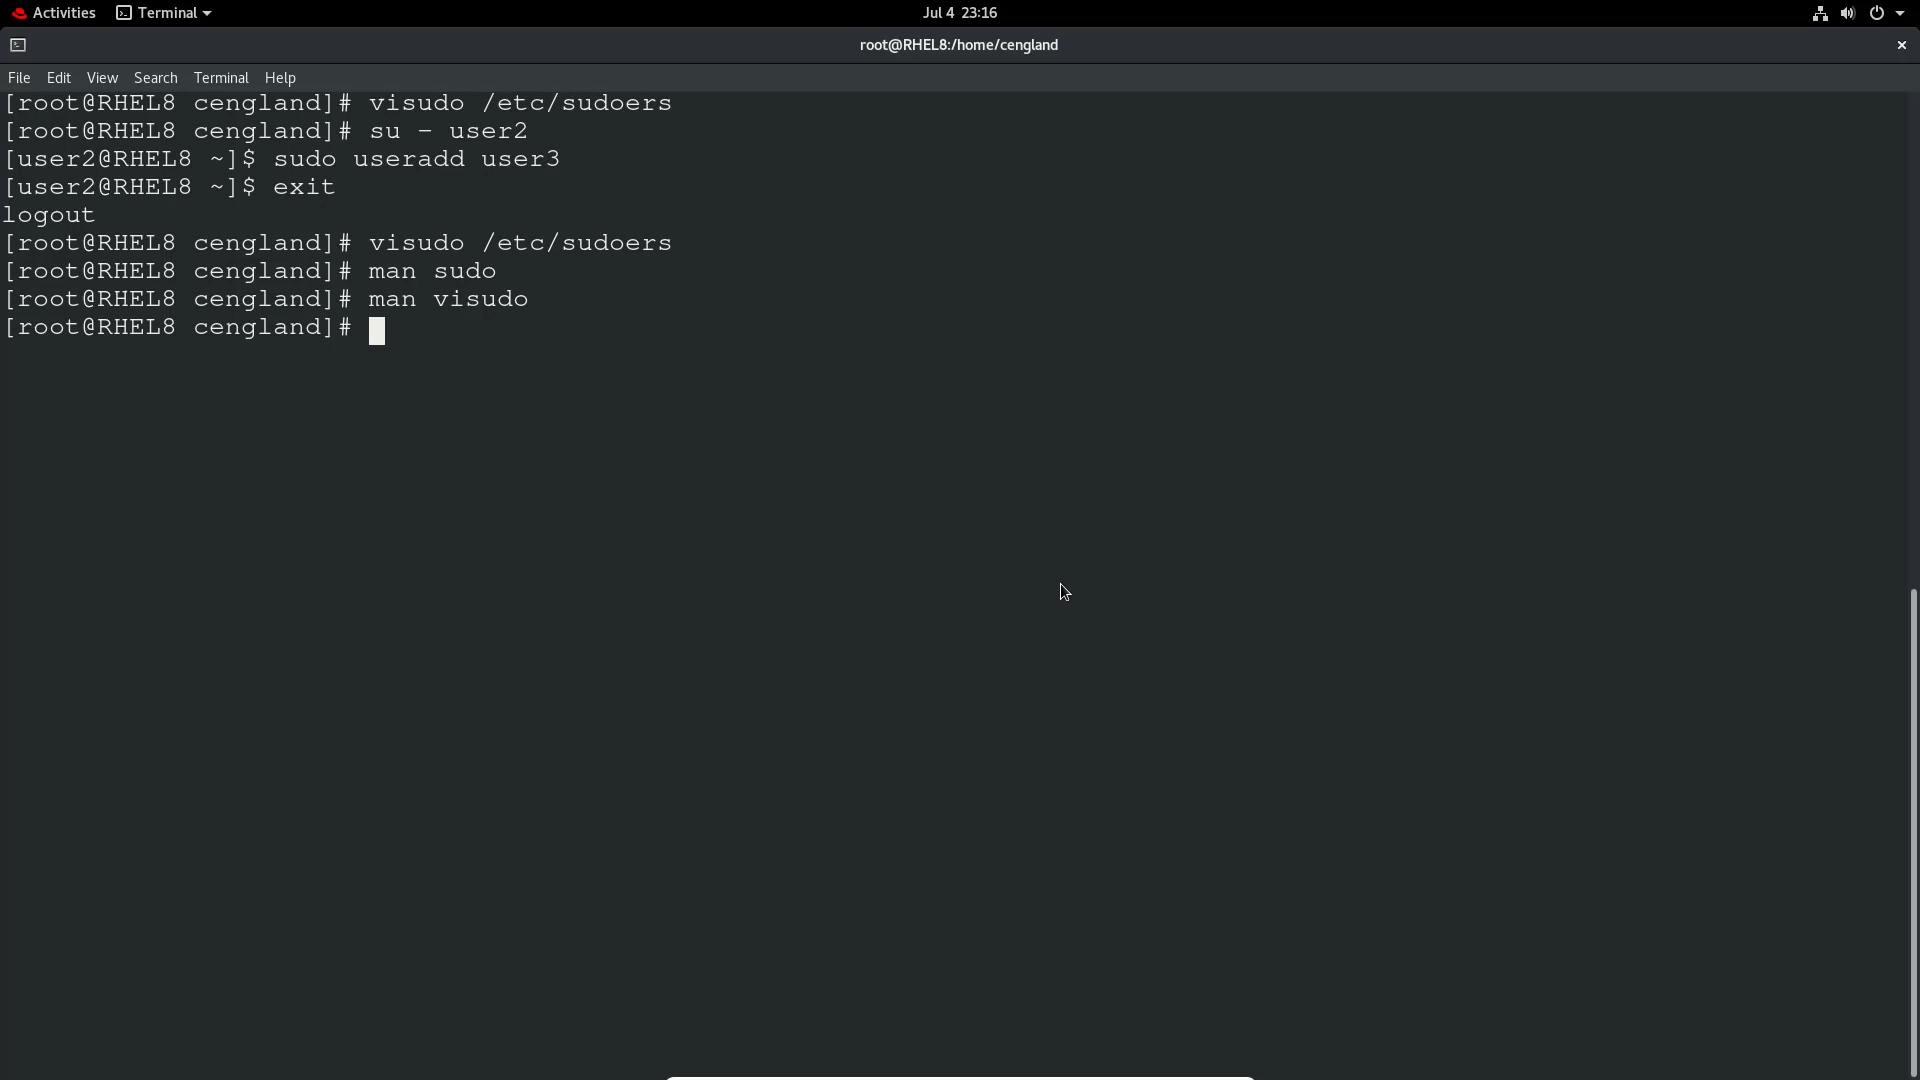 Activities Terminal Jul 4 23:16
root@RHEL8:/home/cengland
File Edit View Search Terminal Help
[root@RHEL8 cengland]# visudo /etc/sudoers
[root@RHEL8 cengland]# su - user2
[user2@RHEL8 ~]$ sudo useradd user3
[user2@RHEL8 ~]$ exit
logout
[root@RHEL8 cengland]# visudo /etc/sudoers
[root@RHEL8 cengland]# man sudo
[root@RHEL8 cengland]# man visudo
[root@RHEL8 cengland]#